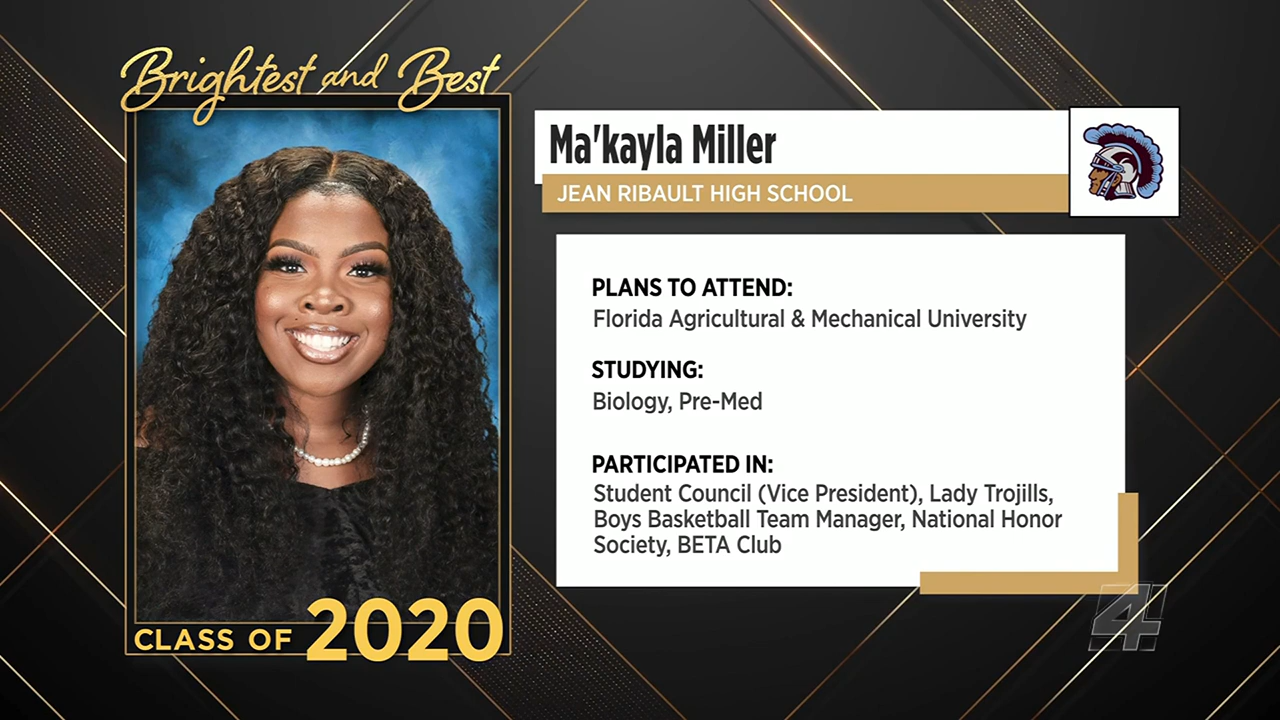 Brightest and Best
CLASS OF 2020
Ma'kayla Miller
JEAN RIBAULT HIGH SCHOOL
PLANS TO ATTEND:
Florida Agricultural & Mechanical University
STUDYING:
Biology, Pre-Med
PARTICIPATED IN:
Student Council (Vice President), Lady Trojills,
Boys Basketball Team Manager, National Honor
Society, BETA Club
4